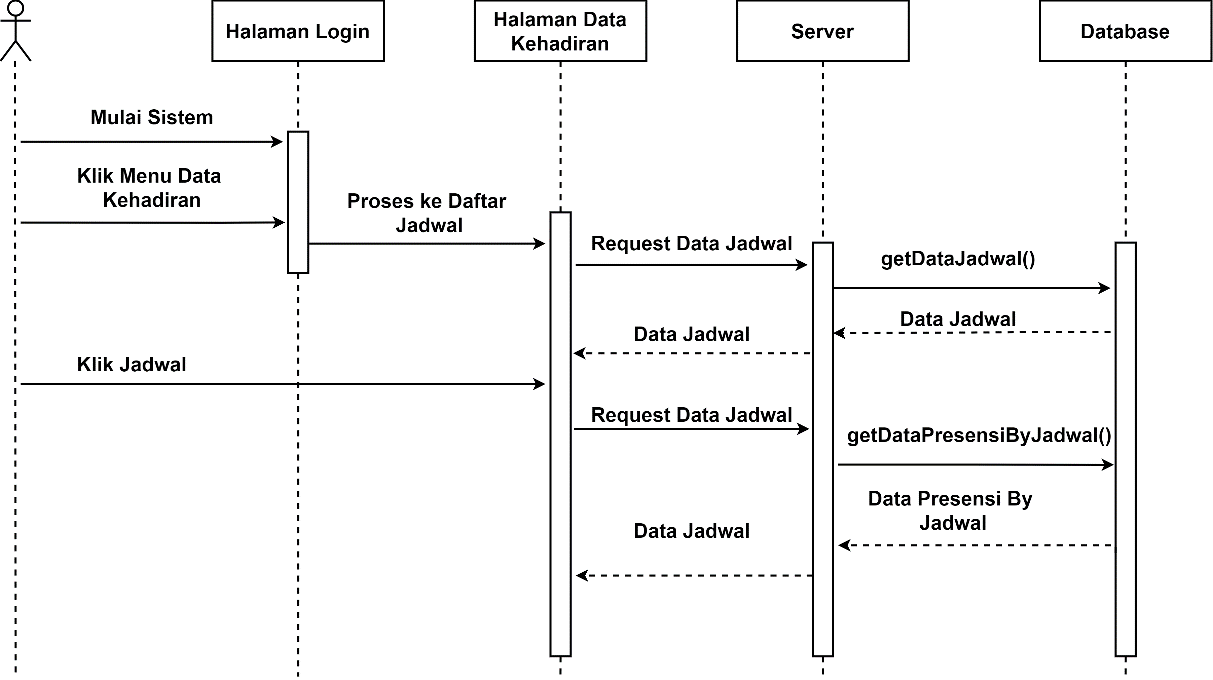 Halaman Login
Halaman Data
Kehadiran
Server
Database
Mulai Sistem
Klik Menu Data
Kehadiran
Proses ke Daftar
Jadwal
Request Data Jadwal
getDataJadwal()
Data Jadwal
Data Jadwal
Klik Jadwal
Request Data Jadwal
getDataPresensiByJadwal()
Data Presensi By
Jadwal
Data Jadwal